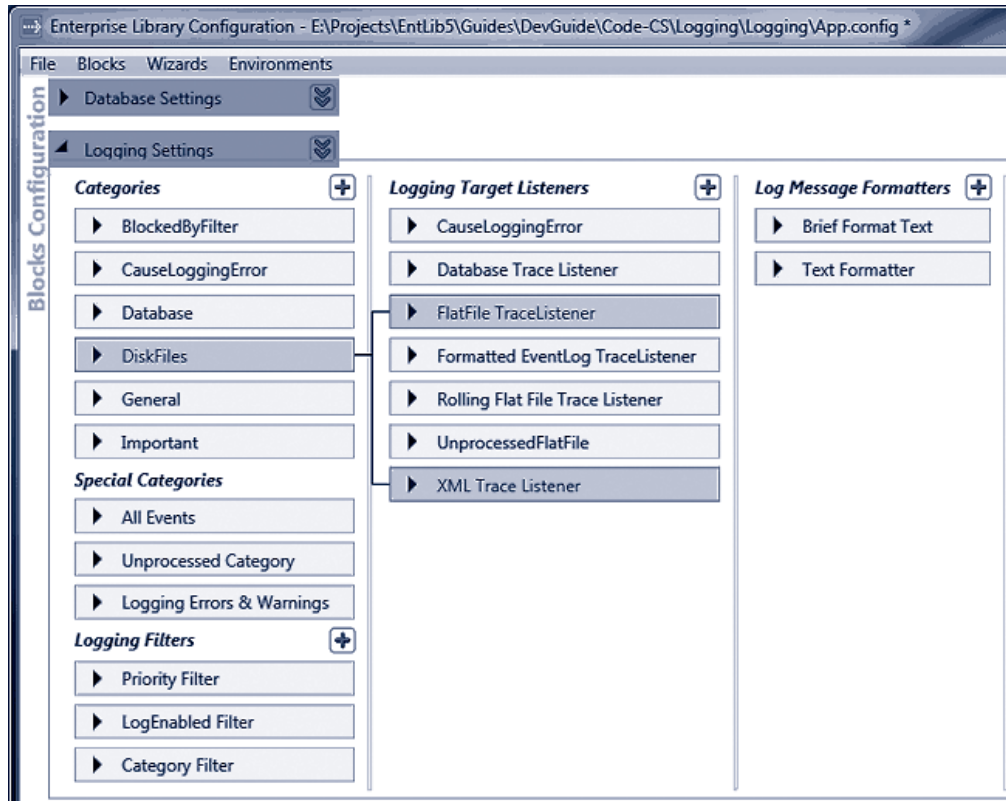 Enterprise Library Configuration - E:\Projects\EntLib5\Guides\DevGuide\Code-CS\Logging\Logging\App.config *
File Blocks Wizards Environments
Blocks Configuration
Database Settings
Logging Settings
Categories
BlockedByFilter
CauseLoggingError
Database
DiskFiles
General
Important
Special Categories
All Events
Unprocessed Category
Logging Errors & Warnings
Logging Filters
Priority Filter
LogEnabled Filter
Category Filter
Logging Target Listeners
CauseLoggingError
Database Trace Listener
FlatFile TraceListener
Formatted EventLog TraceListener
Rolling Flat File Trace Listener
UnprocessedFlatFile
XML Trace Listener
Log Message Formatters
Brief Format Text
Text Formatter